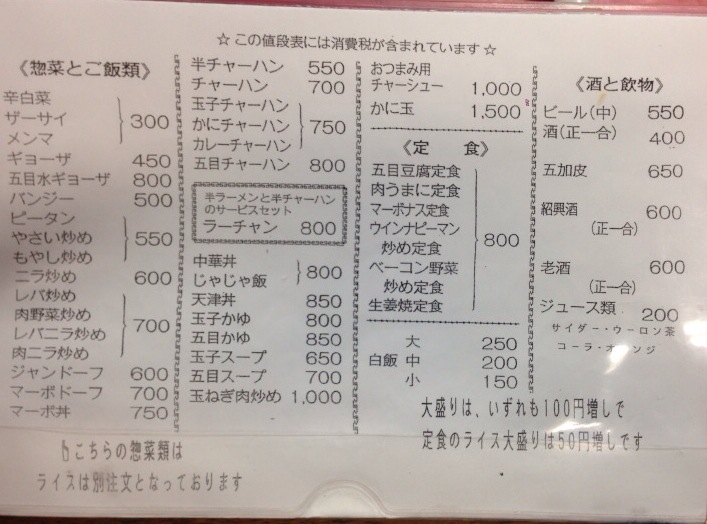 ☆ この値段表には消費税が含まれています ☆
《惣菜とご飯類》
辛白菜
ザーサイ 300
メンマ
ギョーザ 450
五目水ギョーザ 800
バンジー 500
ピータン
やさい炒め 550
もやし炒め
ニラ炒め 600
レバ炒め
肉野菜炒め 700
レバニラ炒め
肉ニラ炒め
ジャンドーフ 600
マーボドーフ 700
マーボ丼 750
こちらの惣菜類は
ライスは別注文となっております
半チャーハン 550
チャーハン 700
玉子チャーハン
かにチャーハン 750
カレーチャーハン
五目チャーハン 800
半ラーメンと半チャーハン
のサービスセット
ラーチャン 800
中華丼 800
じゃじゃ飯
天津丼 850
玉子かゆ 800
五目かゆ 850
玉子スープ 650
五目スープ 700
玉ねぎ肉炒め 1,000
おつまみ用
チャーシュー 1,000
かに玉 1,500
《定 食》
五目豆腐定食
肉うまに定食
マーボナス定食
ウインナピーマン 800
炒め定食
ベーコン野菜
炒め定食
生姜焼定食
大 250
白飯 中 200
小 150
《酒と飲物》
ビール(中) 550
酒(正一合) 400
五加皮 650
紹興酒 600
(正一合)
老酒 600
(正一合)
ジュース類 200
サイダー・ウーロン茶
コーラ・オレンジ
大盛りは、いずれも100円増しで
定食のライス大盛りは50円増しです